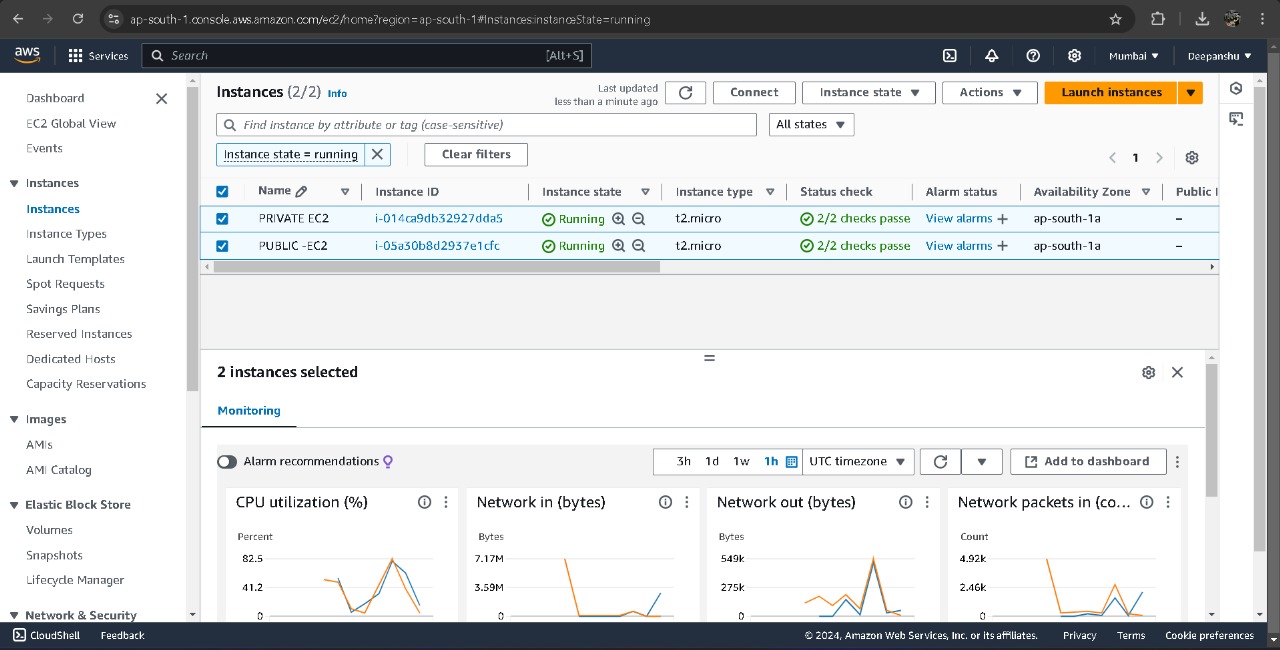 ap-south-1.console.aws.amazon.com/ec2/home?region=ap-south-1#Instances:instanceState=running
aws Services Search [Alt+S] Mumbai Deepanshu
Dashboard
EC2 Global View
Events
Instances
Instances
Instance Types
Launch Templates
Spot Requests
Savings Plans
Reserved Instances
Dedicated Hosts
Capacity Reservations
Images
AMIs
AMI Catalog
Elastic Block Store
Volumes
Snapshots
Lifecycle Manager
Network & Security
Instances (2/2) Info
Last updated
less than a minute ago
Connect Instance state Actions Launch instances
Find Instance by attribute or tag (case-sensitive) All states
Instance state = running Clear filters
1
Name Instance ID Instance state Instance type Status check Alarm status Availability Zone Public I
PRIVATE EC2 i-014ca9db32927dda5 Running t2.micro 2/2 checks passe View alarms + ap-south-1a –
PUBLIC -EC2 i-05a30b8d2937e1cfc Running t2.micro 2/2 checks passe View alarms + ap-south-1a –
2 instances selected
Monitoring
Alarm recommendations 3h 1d 1w 1h UTC timezone Add to dashboard
CPU utilization (%)
Percent
82.5
41.2
0
Network in (bytes)
Bytes
7.17M
3.59M
0
Network out (bytes)
Bytes
549k
275k
0
Network packets in (co...
Count
4.92k
2.46k
0
CloudShell Feedback © 2024, Amazon Web Services, Inc. or its affiliates. Privacy Terms Cookie preferences